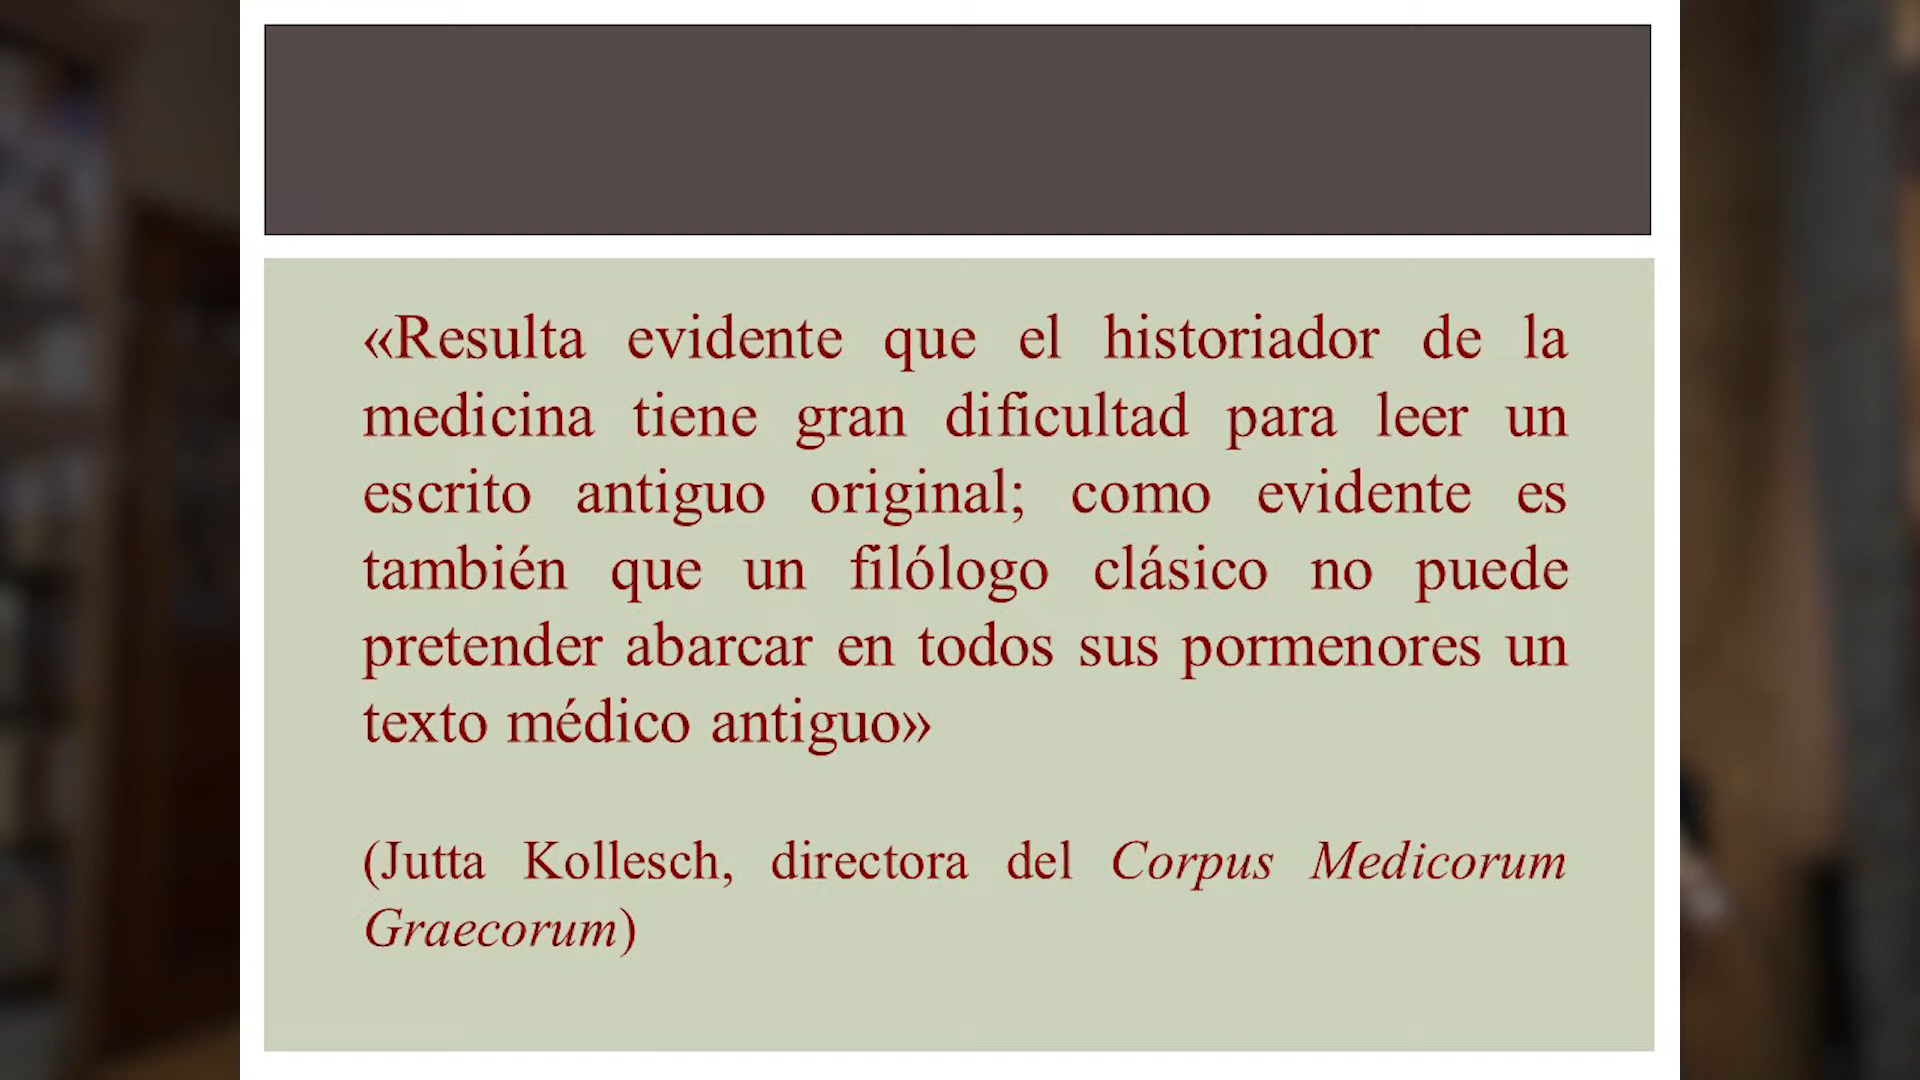 «Resulta evidente que el historiador de la
medicina tiene gran dificultad para leer un
escrito antiguo original; como evidente es
también que un filólogo clásico no puede
pretender abarcar en todos sus pormenores un
texto médico antiguo»
(Jutta Kollesch, directora del Corpus Medicorum
Graecorum)